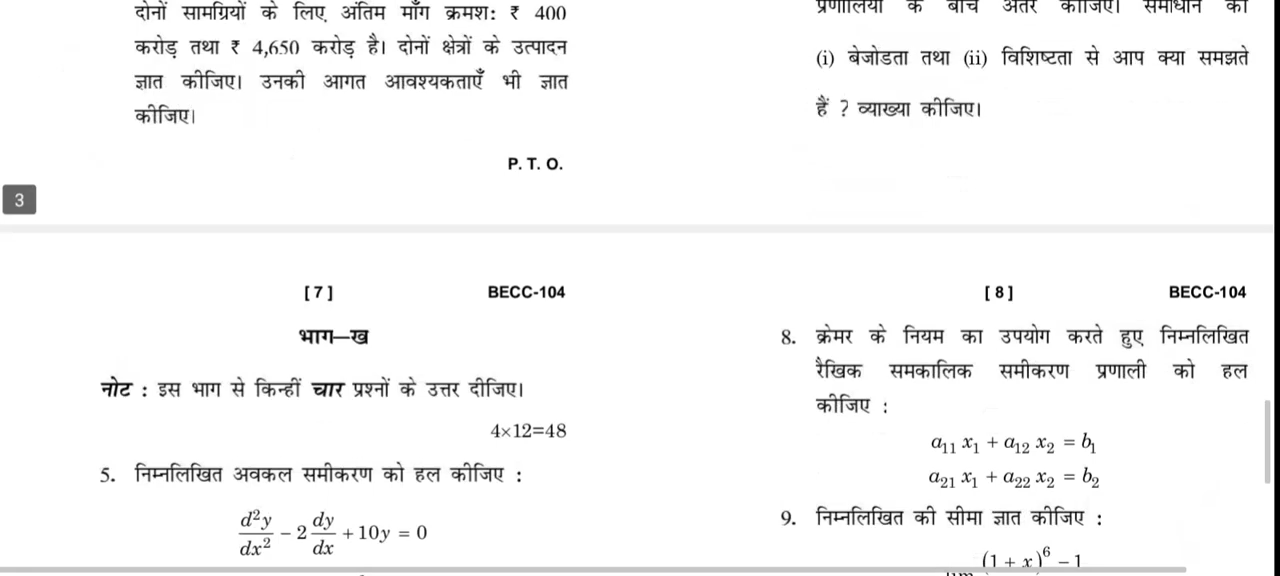 दोनों सामग्रियों के लिए अंतिम माँग क्रमशः ₹ 400
करोड़ तथा ₹ 4,650 करोड़ है। दोनों क्षेत्रों के उत्पादन
ज्ञात कीजिए। उनकी आगत आवश्यकताएँ भी ज्ञात
कीजिए।
P. T. O.
प्रणालियों के बीच अंतर कीजिए। समाधान की
(i) बेजोडता तथा (ii) विशिष्टता से आप क्या समझते
हैं ? व्याख्या कीजिए।
3
[ 7 ] BECC-104
भाग—ख
नोट : इस भाग से किन्हीं चार प्रश्नों के उत्तर दीजिए।
4×12=48
5. निम्नलिखित अवकल समीकरण को हल कीजिए :
d²y/dx² − 2 dy/dx + 10y = 0
[ 8 ] BECC-104
8. क्रेमर के नियम का उपयोग करते हुए निम्नलिखित
रैखिक समकालिक समीकरण प्रणाली को हल
कीजिए :
a₁₁ x₁ + a₁₂ x₂ = b₁
a₂₁ x₁ + a₂₂ x₂ = b₂
9. निम्नलिखित की सीमा ज्ञात कीजिए :
(1 + x)⁶ − 1